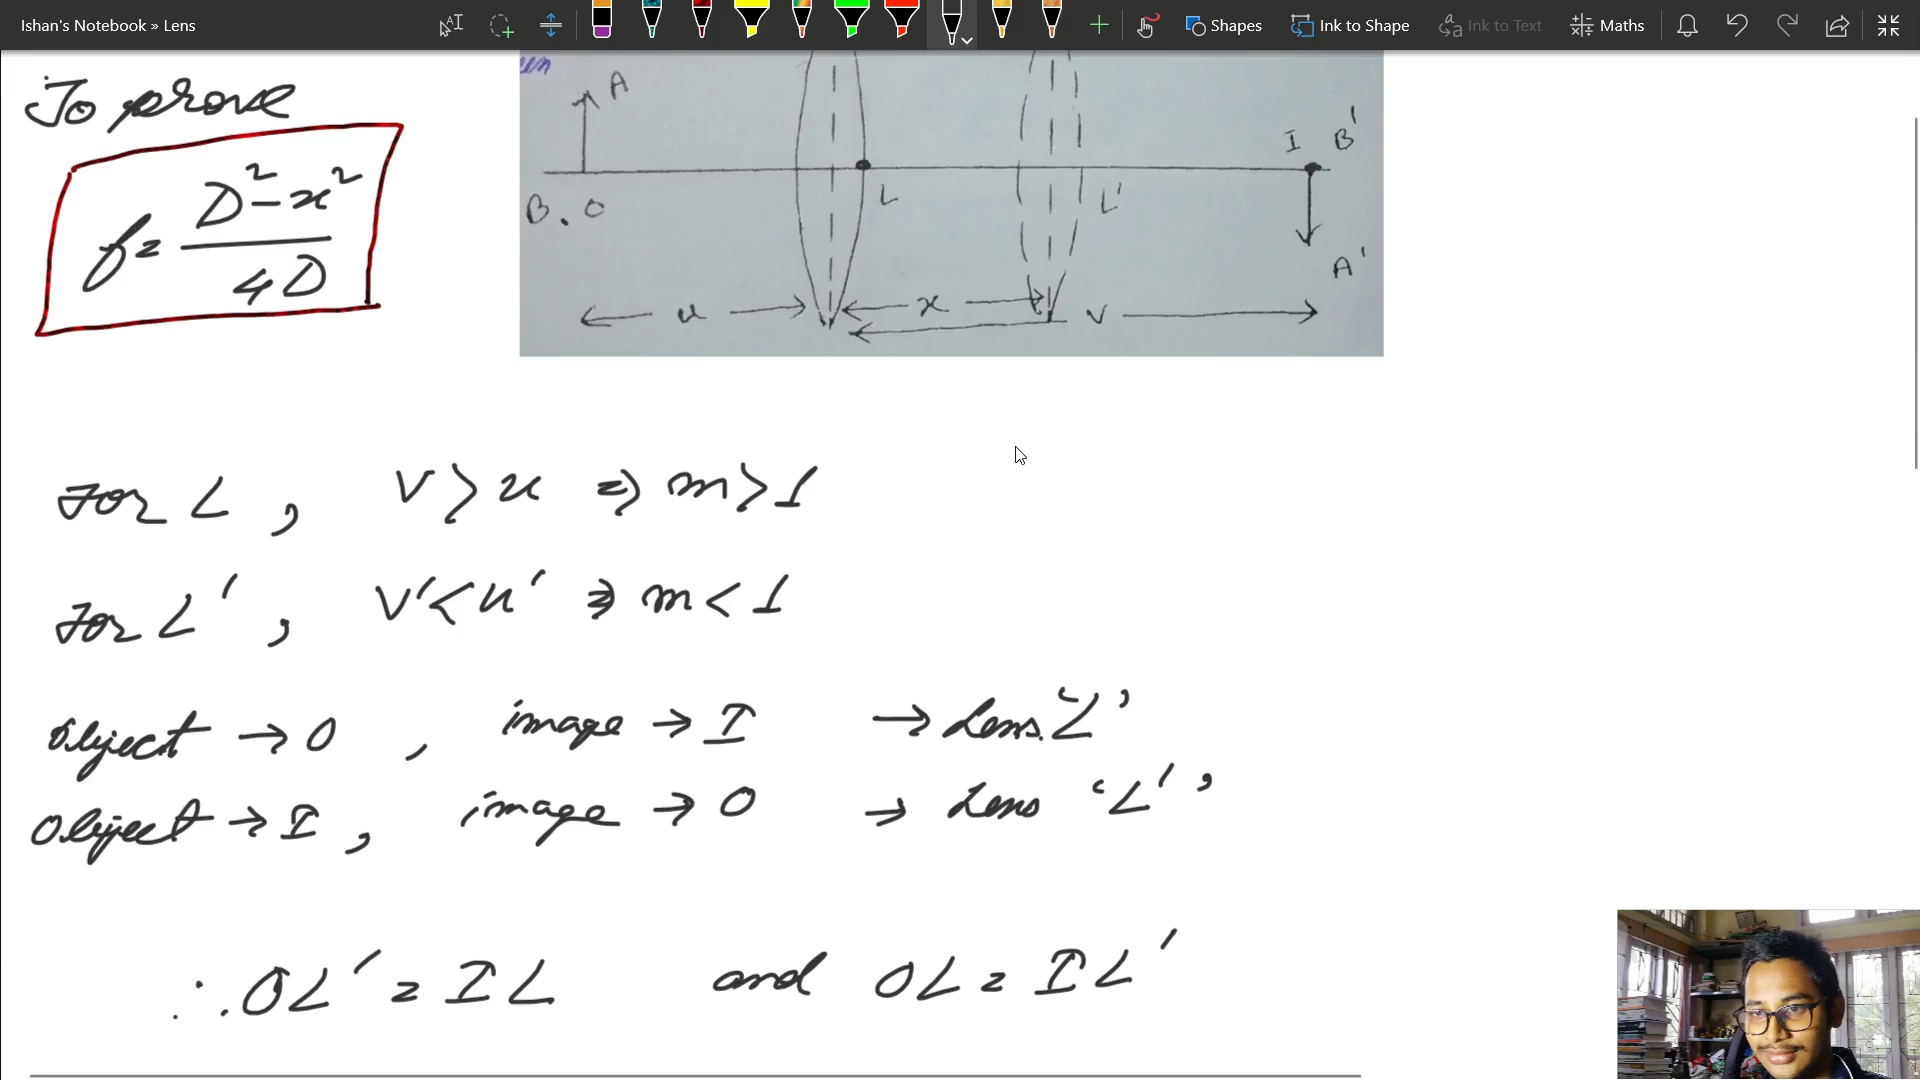 Ishan's Notebook » Lens
Shapes
Ink to Shape
Ink to Text
Maths
To prove
f = D² - x² / 4D
A
I B'
B. O
L
L'
A'
u
x
v
For L , v > u ⇒ m > 1
For L' , v' < u' ⇒ m < 1
Object → O , image → I → Lens 'L'
Object → I , image → O → Lens 'L''
∴ OL' = IL and OL = IL'